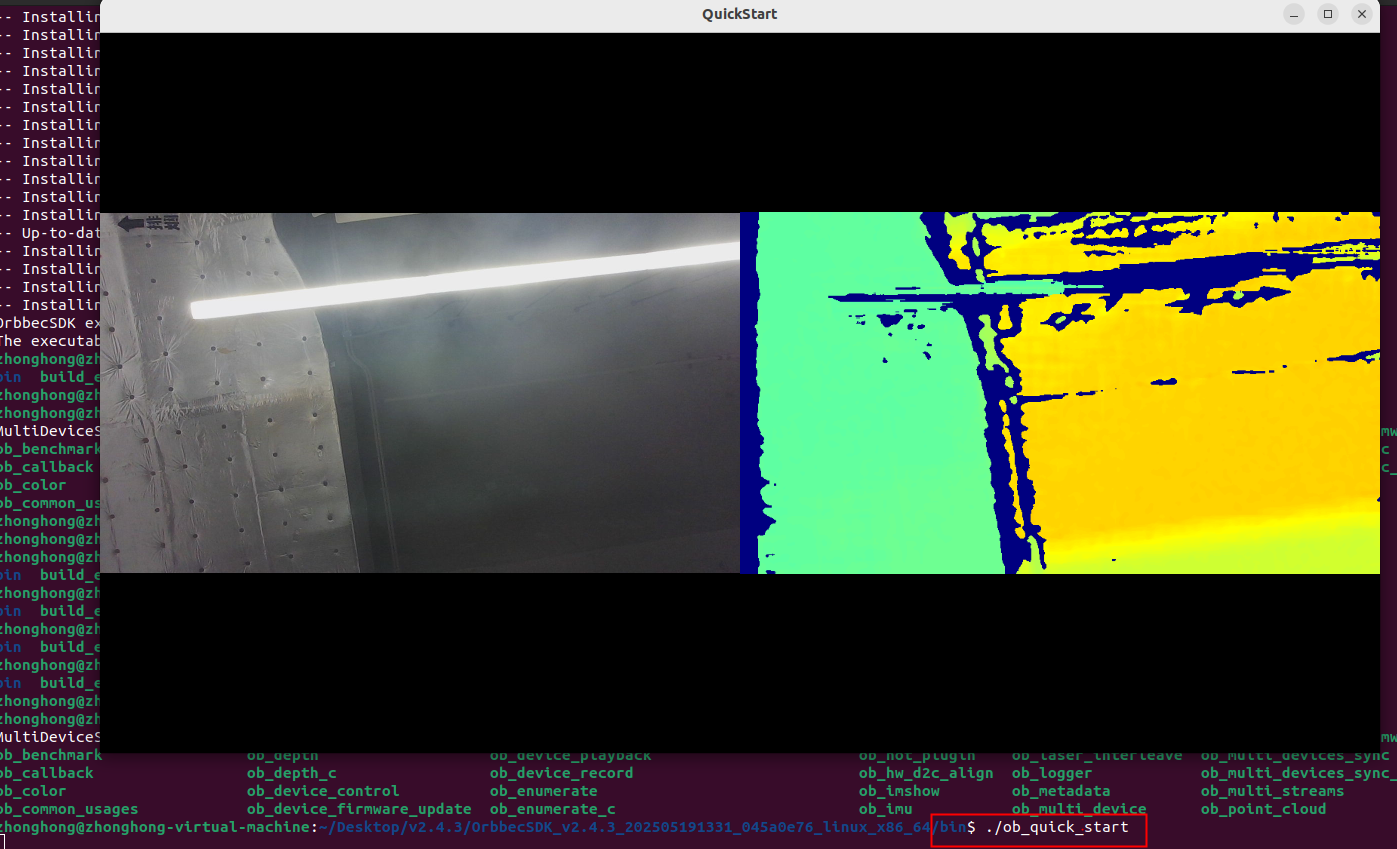 QuickStart
-- Installin
-- Installin
-- Installin
-- Installin
-- Installin
-- Installin
-- Installin
-- Installin
-- Installin
-- Installin
-- Installin
-- Installin
-- Up-to-dat
-- Installin
-- Installin
-- Installin
-- Installin
OrbbecSDK ex
The executab
zhonghong@zh
bin build_e
zhonghong@zh
zhonghong@zh
MultiDeviceS mw
ob_benchmark c
ob_callback c_
ob_color
ob_common_us
zhonghong@zh
zhonghong@zh
zhonghong@zh
bin build_e
zhonghong@zh
bin build_e
zhonghong@zh
bin build_e
zhonghong@zh
bin build_e
zhonghong@zh
zhonghong@zh
MultiDeviceS mw
ob_benchmark ob_depth ob_device_playback ob_hot_plugin ob_laser_interleave ob_multi_devices_sync
ob_callback ob_depth_c ob_device_record ob_hw_d2c_align ob_logger ob_multi_devices_sync_
ob_color ob_device_control ob_enumerate ob_imshow ob_metadata ob_multi_streams
ob_common_usages ob_device_firmware_update ob_enumerate_c ob_imu ob_multi_device ob_point_cloud
zhonghong@zhonghong-virtual-machine:~/Desktop/v2.4.3/OrbbecSDK_v2.4.3_202505191331_045a0e76_linux_x86_64/bin$ ./ob_quick_start